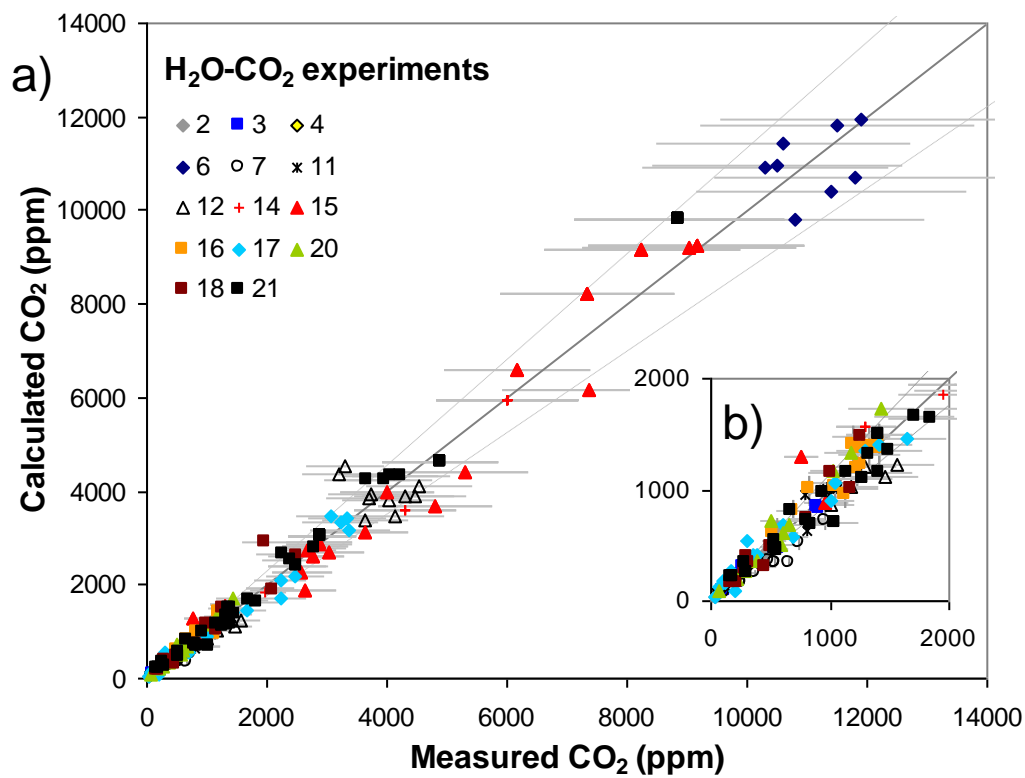 a)
H₂O-CO₂ experiments
2 3 4
6 7 11
12 14 15
16 17 20
18 21
Calculated CO₂ (ppm)
14000
12000
10000
8000
6000
4000
2000
0
0 2000 4000 6000 8000 10000 12000 14000
Measured CO₂ (ppm)
b)
2000
1000
0
0 1000 2000